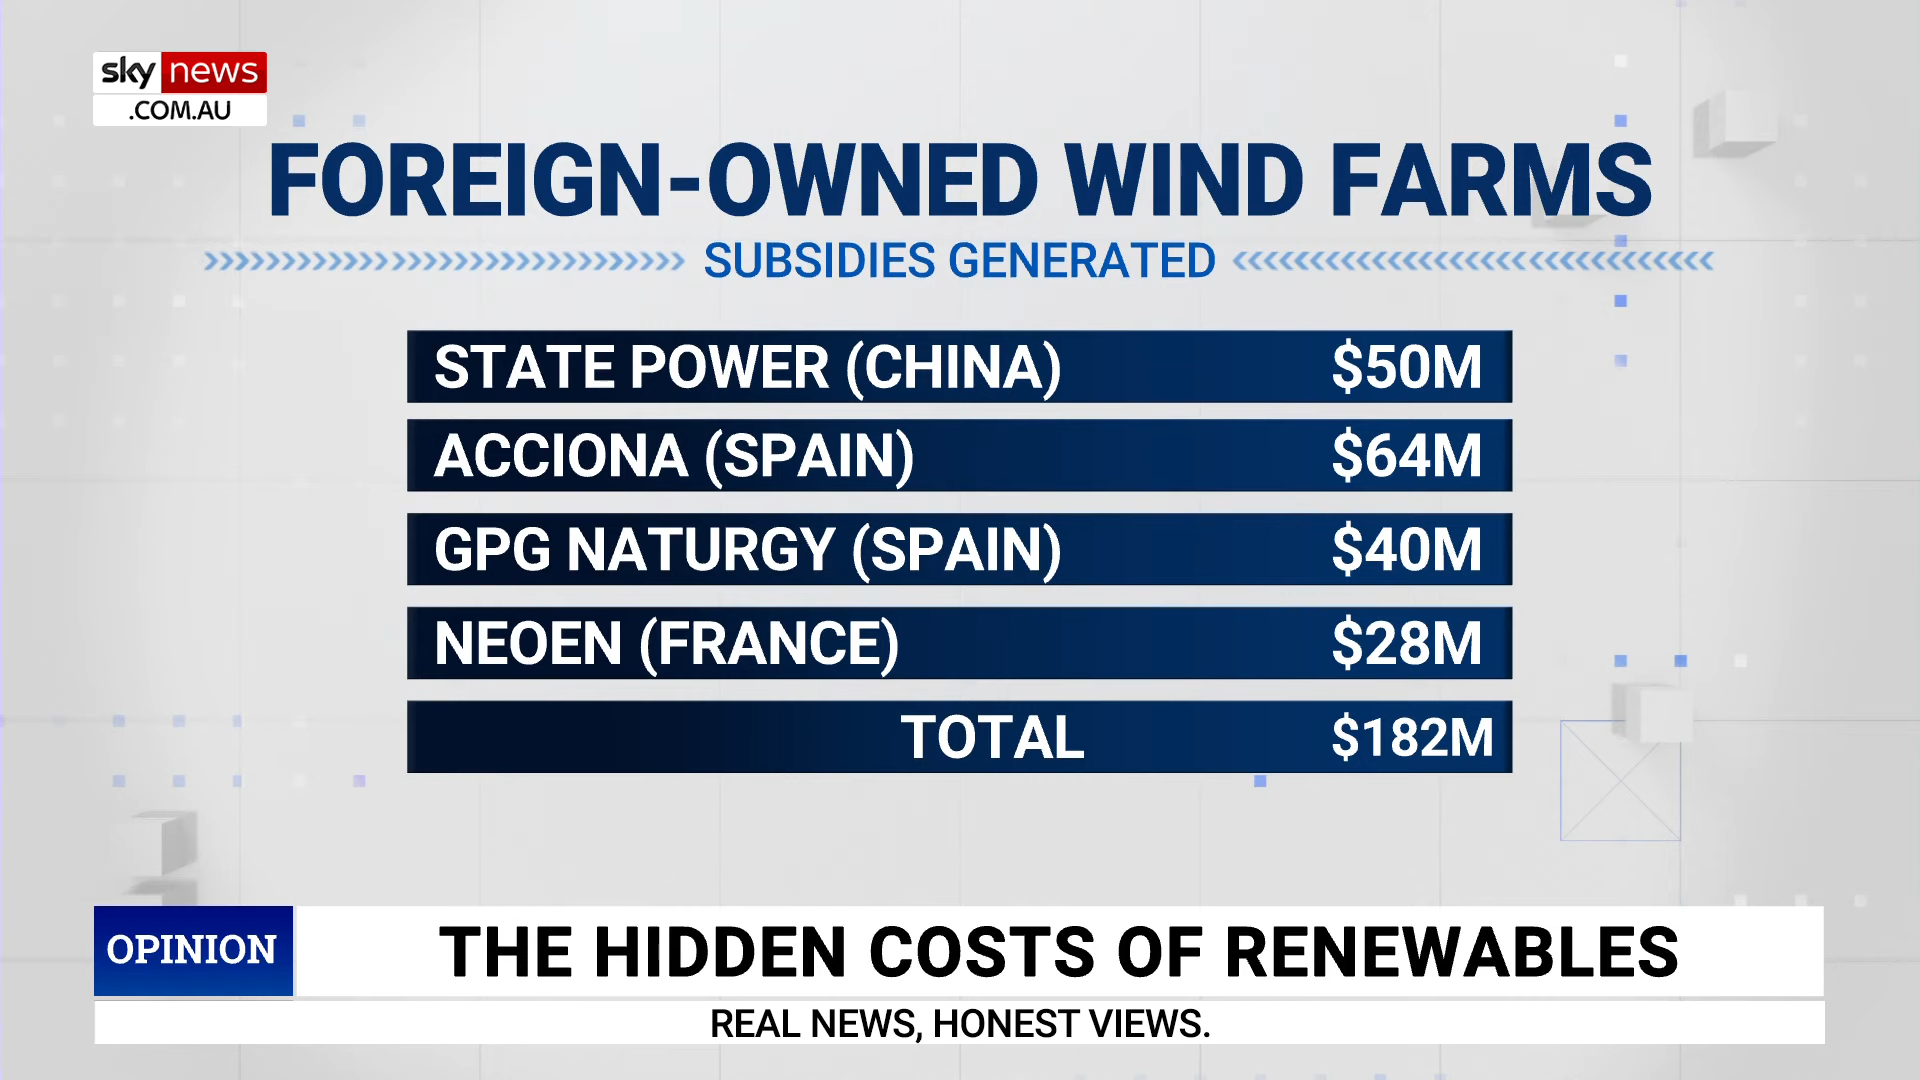 sky news
.COM.AU
FOREIGN-OWNED WIND FARMS
SUBSIDIES GENERATED
STATE POWER (CHINA) $50M
ACCIONA (SPAIN) $64M
GPG NATURGY (SPAIN) $40M
NEOEN (FRANCE) $28M
TOTAL $182M
OPINION THE HIDDEN COSTS OF RENEWABLES
REAL NEWS, HONEST VIEWS.